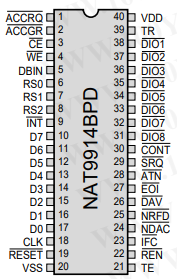 ACCRQ 1 40 VDD
ACCGR 2 39 TR
CE 3 38 DIO1
WE 4 37 DIO2
DBIN 5 36 DIO3
RS0 6 35 DIO4
RS1 7 34 DIO5
RS2 8 33 DIO6
INT 9 32 DIO7
D7 10 31 DIO8
D6 11 30 CONT
D5 12 29 SRQ
D4 13 28 ATN
D3 14 27 EOI
D2 15 26 DAV
D1 16 25 NRFD
D0 17 24 NDAC
CLK 18 23 IFC
RESET 19 22 REN
VSS 20 21 TE
NAT9914BPD